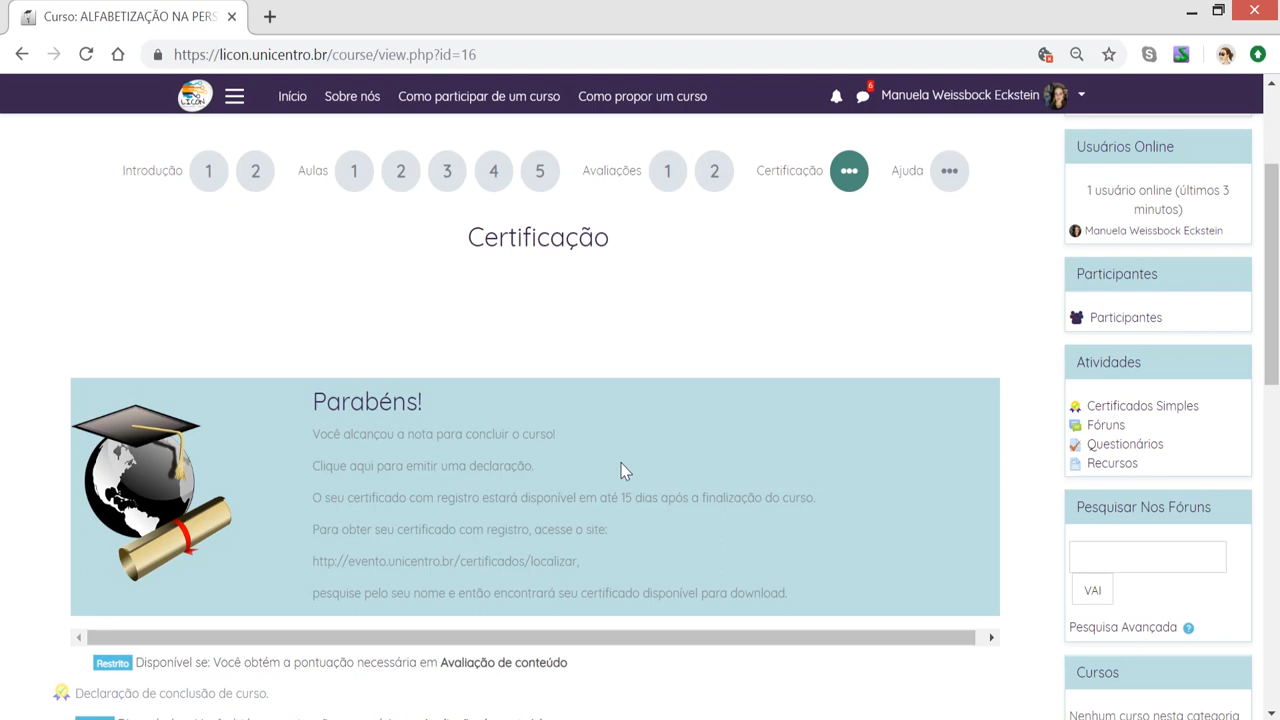 Curso: ALFABETIZAÇÃO NA PERS
https://licon.unicentro.br/course/view.php?id=16
LICON
Início
Sobre nós
Como participar de um curso
Como propor um curso
6
Manuela Weissbock Eckstein
Introdução 1 2 Aulas 1 2 3 4 5 Avaliações 1 2 Certificação Ajuda
Certificação
Parabéns!
Você alcançou a nota para concluir o curso!
Clique aqui para emitir uma declaração.
O seu certificado com registro estará disponível em até 15 dias após a finalização do curso.
Para obter seu certificado com registro, acesse o site:
http://evento.unicentro.br/certificados/localizar,
pesquise pelo seu nome e então encontrará seu certificado disponível para download.
Restrito Disponível se: Você obtém a pontuação necessária em Avaliação de conteúdo
Declaração de conclusão de curso.
Usuários Online
1 usuário online (últimos 3
minutos)
Manuela Weissbock Eckstein
Participantes
Participantes
Atividades
Certificados Simples
Fóruns
Questionários
Recursos
Pesquisar Nos Fóruns
VAI
Pesquisa Avançada
Cursos
Nenhum curso nesta categoria